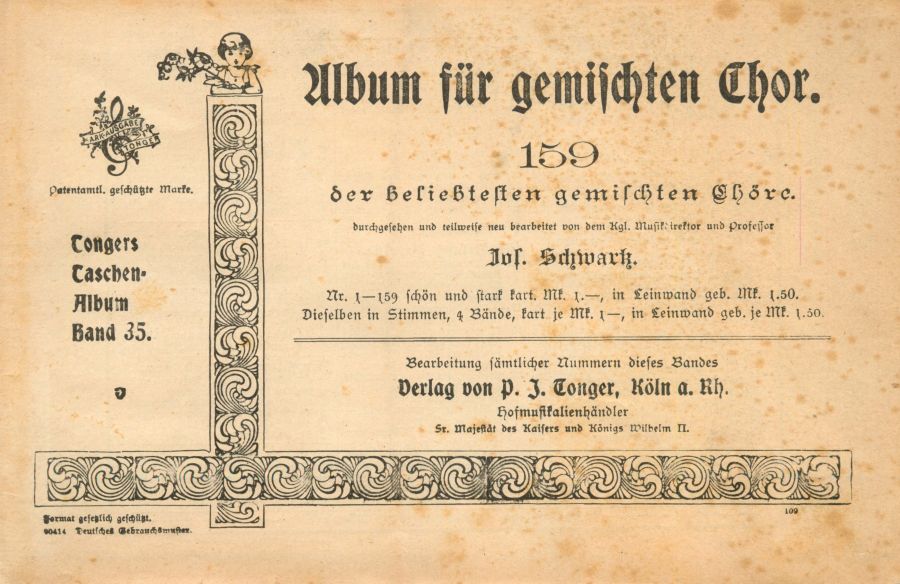 MARK-AUSGABE
TONGER
Patentamtl. geschützte Marke.
Tongers
Taschen-
Album
Band 35.
Album für gemischten Chor.
159
der beliebtesten gemischten Chöre.
durchgesehen und teilweise neu bearbeitet von dem Kgl. Musikdirektor und Professor
Jos. Schwartz.
Nr. 1—159 schön und stark kart. Mk. 1.—, in Leinwand geb. Mk. 1.50.
Dieselben in Stimmen, 4 Bände, kart je Mk. 1—, in Leinwand geb. je Mk. 1.50.
Bearbeitung sämtlicher Nummern dieses Bandes
Verlag von P. J. Tonger, Köln a. Rh.
Hofmusikalienhändler
Sr. Majestät des Kaisers und Königs Wilhelm II.
Format gesetzlich geschützt.
90414 Deutsches Gebrauchsmuster.
109